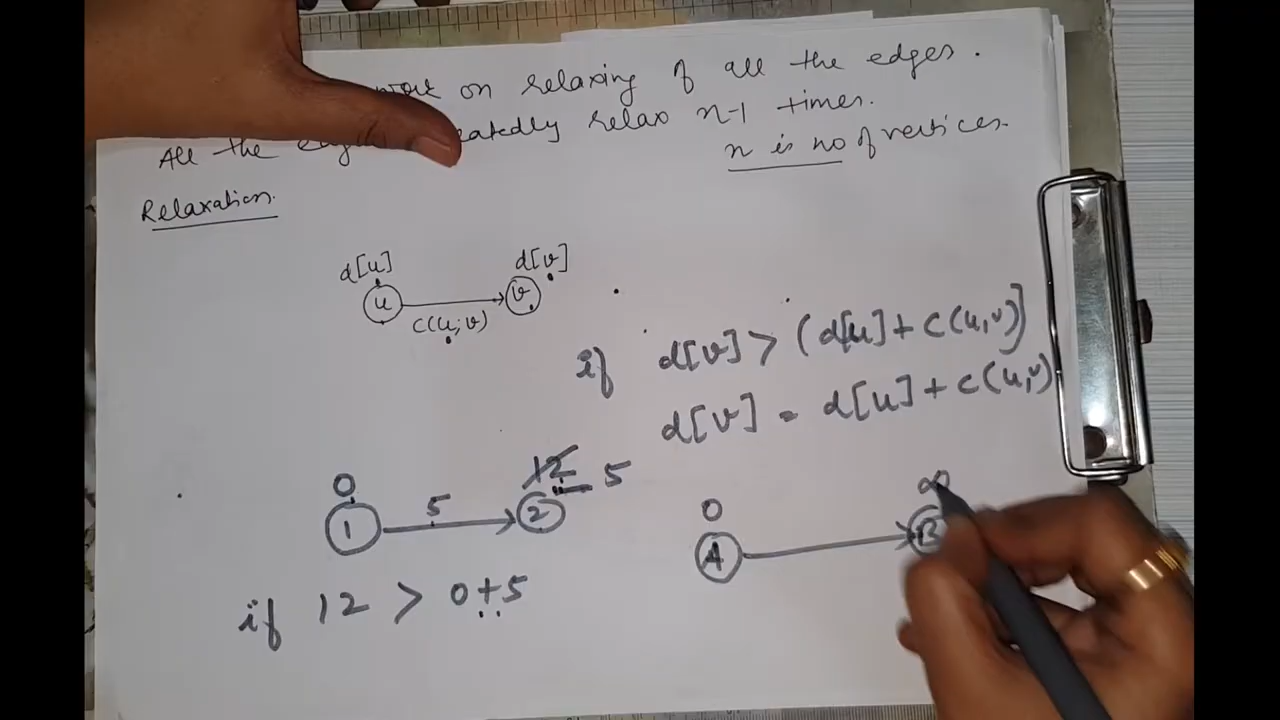 on relaxing of all the edges.
All the relax n-1 times.
n is no of vertices.
Relaxation.
d[u] d[v]
u v
c(u,v)
if d[v] > (d[u] + c(u,v)]
d[v] = d[u] + c(u,v)
0 5 12 5
1 2
0 ∞
A B
if 12 > 0+5